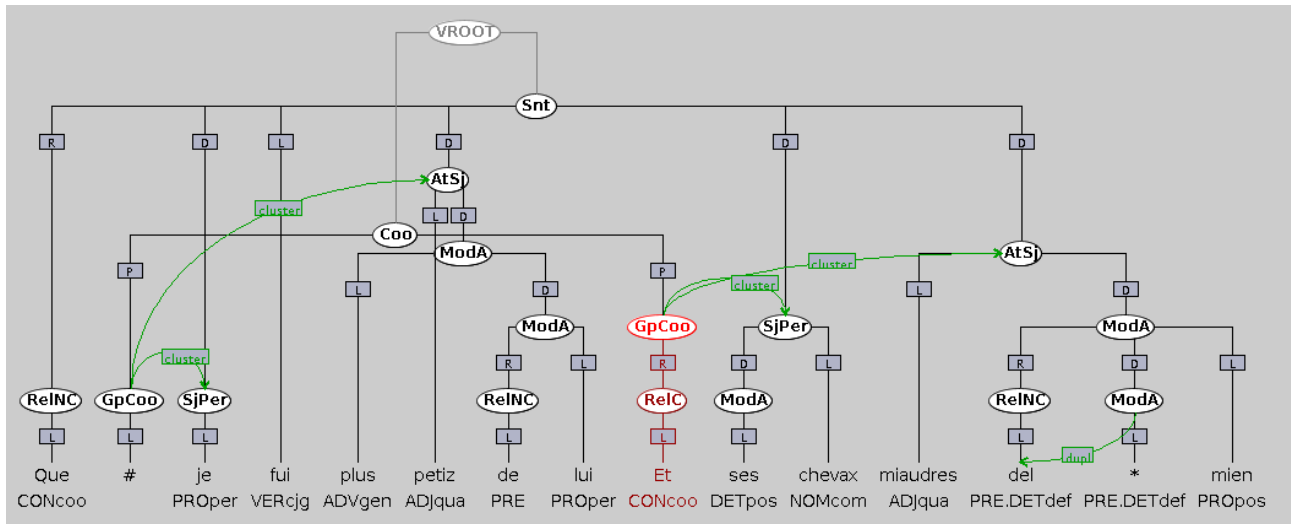 VROOT
Snt
R D L D D D
AtSj
cluster
L D
Coo
ModA AtSj
cluster
P P
cluster
L D L D
GpCoo SjPer ModA
ModA
cluster
R L R D L R D L
RelNC GpCoo SjPer RelNC RelC ModA RelNC ModA
L L L L L L L L
dupl
Que # je fui plus petiz de lui Et ses chevax miaudres del * mien
CONcoo PROper VERcjg ADVgen ADJqua PRE PROper CONcoo DETpos NOMcom ADJqua PRE.DETdef PRE.DETdef PROpos